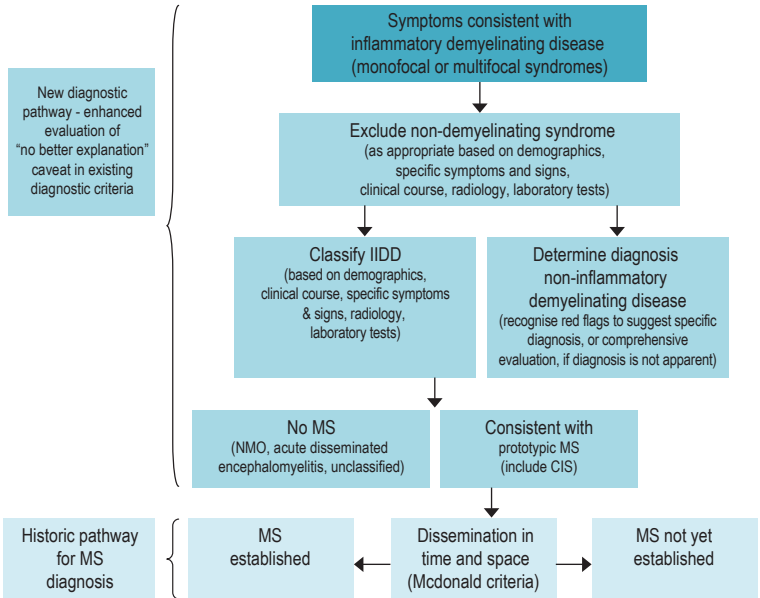 Symptoms consistent with
inflammatory demyelinating disease
(monofocal or multifocal syndromes)
New diagnostic
pathway - enhanced
evaluation of
“no better explanation”
caveat in existing
diagnostic criteria
Exclude non-demyelinating syndrome
(as appropriate based on demographics,
specific symptoms and signs,
clinical course, radiology, laboratory tests)
Classify IIDD
(based on demographics,
clinical course, specific symptoms
& signs, radiology,
laboratory tests)
Determine diagnosis
non-inflammatory
demyelinating disease
(recognise red flags to suggest specific
diagnosis, or comprehensive
evaluation, if diagnosis is not apparent)
No MS
(NMO, acute disseminated
encephalomyelitis, unclassified)
Consistent with
prototypic MS
(include CIS)
Historic pathway
for MS
diagnosis
MS
established
Dissemination in
time and space
(Mcdonald criteria)
MS not yet
established